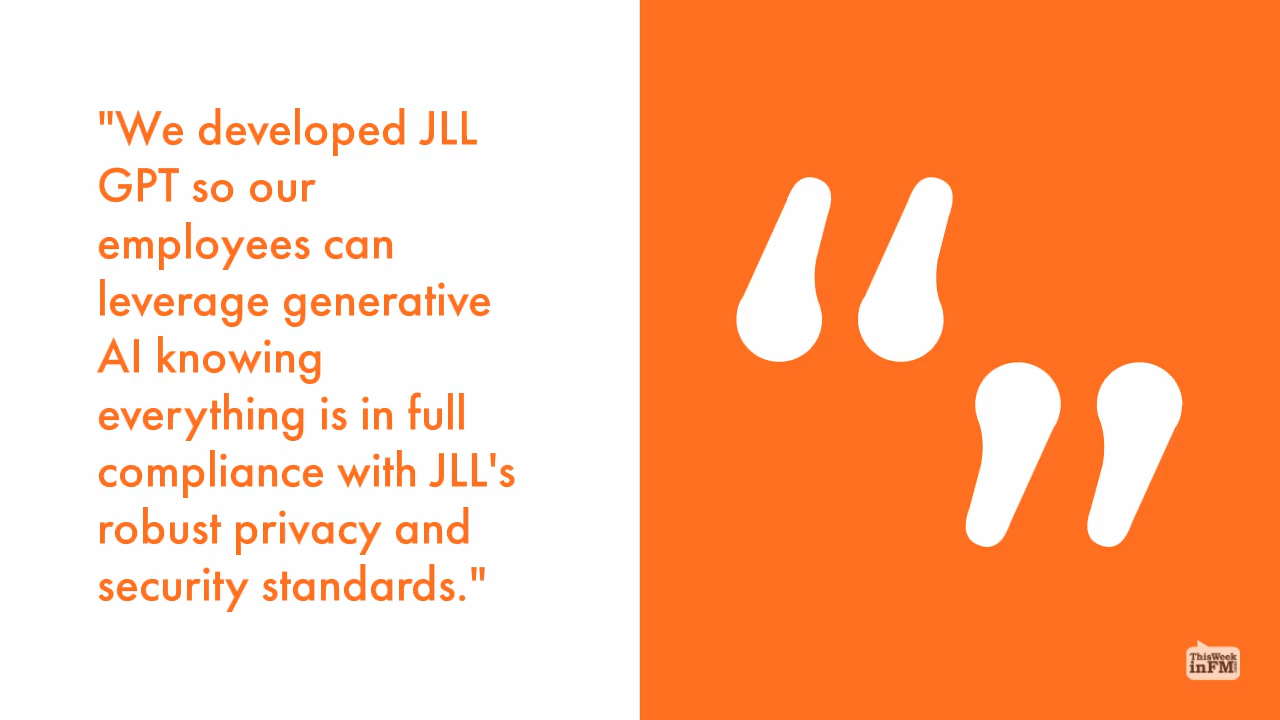 "We developed JLL
GPT so our
employees can
leverage generative
AI knowing
everything is in full
compliance with JLL's
robust privacy and
security standards."
ThisWeek
inFM